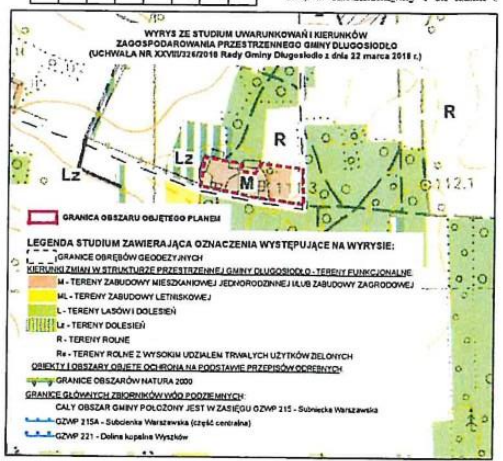 WYRYS ZE STUDIUM UWARUNKOWAŃ I KIERUNKÓW
ZAGOSPODAROWANIA PRZESTRZENNEGO GMINY DŁUGOSIODŁO
(UCHWAŁA NR XXVIII/326/2018 Rady Gminy Długosiodło z dnia 22 marca 2018 r.)
R
R
Lz
Lz
M
112.1
GRANICA OBSZARU OBJĘTEGO PLANEM
LEGENDA STUDIUM ZAWIERAJĄCA OZNACZENIA WYSTĘPUJĄCE NA WYRYSIE:
GRANICE OBRĘBÓW GEODEZYJNYCH
KIERUNKI ZMIAN W STRUKTURZE PRZESTRZENNEJ GMINY DŁUGOSIODŁO - TERENY FUNKCJONALNE
M - TERENY ZABUDOWY MIESZKANIOWEJ JEDNORODZINNEJ I/LUB ZABUDOWY ZAGRODOWEJ
ML - TERENY ZABUDOWY LETNISKOWEJ
L - TERENY LASÓW I DOLESIEŃ
Lz - TERENY DOLESIEŃ
R - TERENY ROLNE
Re - TERENY ROLNE Z WYSOKIM UDZIAŁEM TRWAŁYCH UŻYTKÓW ZIELONYCH
OBIEKTY I OBSZARY OBJĘTE OCHRONĄ NA PODSTAWIE PRZEPISÓW ODRĘBNYCH
GRANICE OBSZARÓW NATURA 2000
GRANICE GŁÓWNYCH ZBIORNIKÓW WÓD PODZIEMNYCH:
CAŁY OBSZAR GMINY POŁOŻONY JEST W ZASIĘGU GZWP 215 - Subniecka Warszawska
GZWP 215A - Subcienka Warszawska (część centralna)
GZWP 221 - Dolina kopalna Wyszków